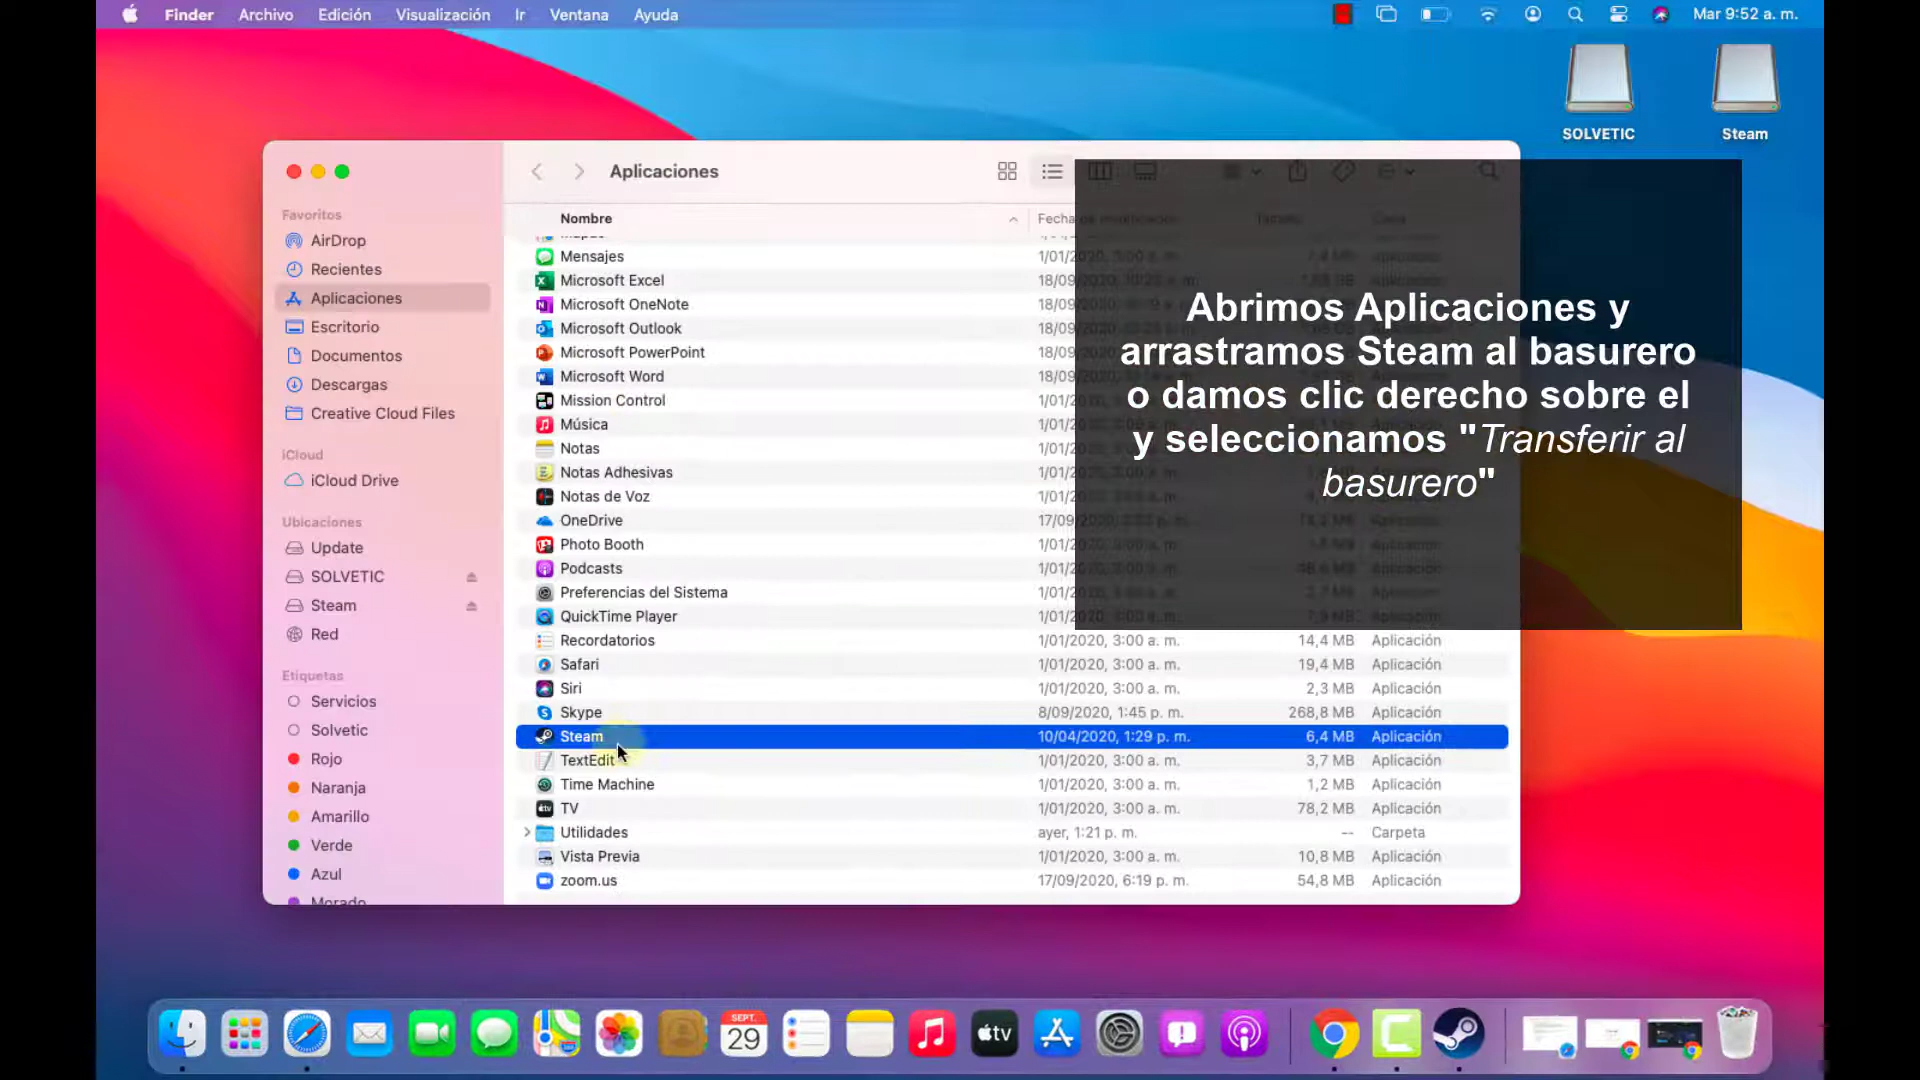 Finder Archivo Edición Visualización Ir Ventana Ayuda Mar 9:52 a. m.
SOLVETIC Steam
Aplicaciones
Favoritos
AirDrop
Recientes
Aplicaciones
Escritorio
Documentos
Descargas
Creative Cloud Files
iCloud
iCloud Drive
Ubicaciones
Update
SOLVETIC
Steam
Red
Etiquetas
Servicios
Solvetic
Rojo
Naranja
Amarillo
Verde
Azul
Morado
Nombre Fecha
Mensajes
Microsoft Excel
Microsoft OneNote
Microsoft Outlook
Microsoft PowerPoint
Microsoft Word
Mission Control
Música
Notas
Notas Adhesivas
Notas de Voz
OneDrive
Photo Booth
Podcasts
Preferencias del Sistema
QuickTime Player
Recordatorios 1/01/2020, 3:00 a. m. 14,4 MB Aplicación
Safari 1/01/2020, 3:00 a. m. 19,4 MB Aplicación
Siri 1/01/2020, 3:00 a. m. 2,3 MB Aplicación
Skype 8/09/2020, 1:45 p. m. 268,8 MB Aplicación
Steam 10/04/2020, 1:29 p. m. 6,4 MB Aplicación
TextEdit 1/01/2020, 3:00 a. m. 3,7 MB Aplicación
Time Machine 1/01/2020, 3:00 a. m. 1,2 MB Aplicación
TV 1/01/2020, 3:00 a. m. 78,2 MB Aplicación
Utilidades ayer, 1:21 p. m. -- Carpeta
Vista Previa 1/01/2020, 3:00 a. m. 10,8 MB Aplicación
zoom.us 17/09/2020, 6:19 p. m. 54,8 MB Aplicación
Abrimos Aplicaciones y
arrastramos Steam al basurero
o damos clic derecho sobre el
y seleccionamos "Transferir al
basurero"
SEPT.
29
tv